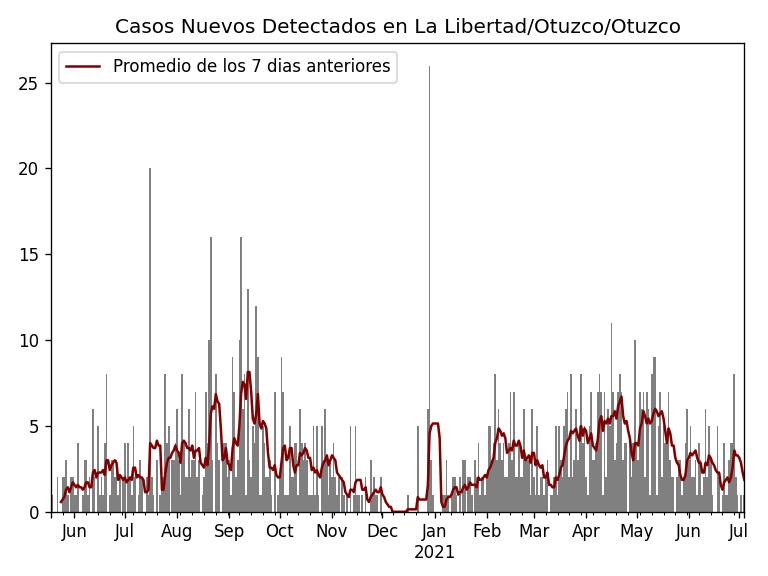 Casos Nuevos Detectados en La Libertad/Otuzco/Otuzco
Promedio de los 7 dias anteriores
25
20
15
10
5
0
Jun Jul Aug Sep Oct Nov Dec Jan Feb Mar Apr May Jun Jul
2021